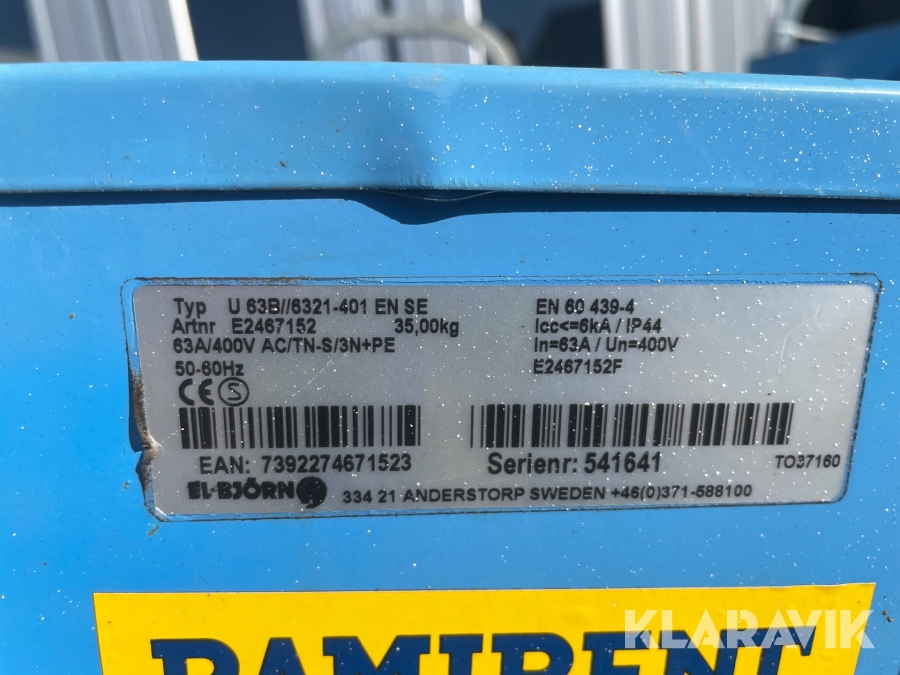 Typ U 63B//6321-401 EN SE
Artnr E2467152 35,00kg
63A/400V AC/TN-S/3N+PE
50-60Hz
CE S
EN 60 439-4
Icc<=6kA / IP44
In=63A / Un=400V
E2467152F
EAN: 7392274671523
Serienr: 541641
TO37160
EL-BJÖRN
334 21 ANDERSTORP SWEDEN +46(0)371-588100
RAMIRENT
KLARAVIK